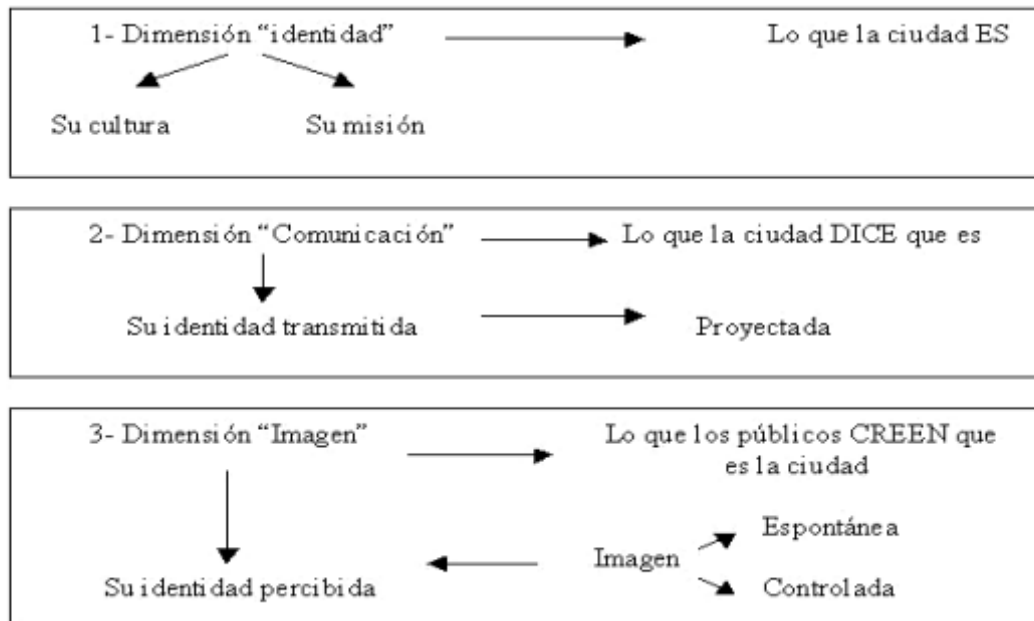 1- Dimensión “identidad” Lo que la ciudad ES
Su cultura Su misión
2- Dimensión “Comunicación” Lo que la ciudad DICE que es
Su identidad transmitida Proyectada
3- Dimensión “Imagen” Lo que los públicos CREEN que
es la ciudad
Espontánea
Imagen
Su identidad percibida Controlada